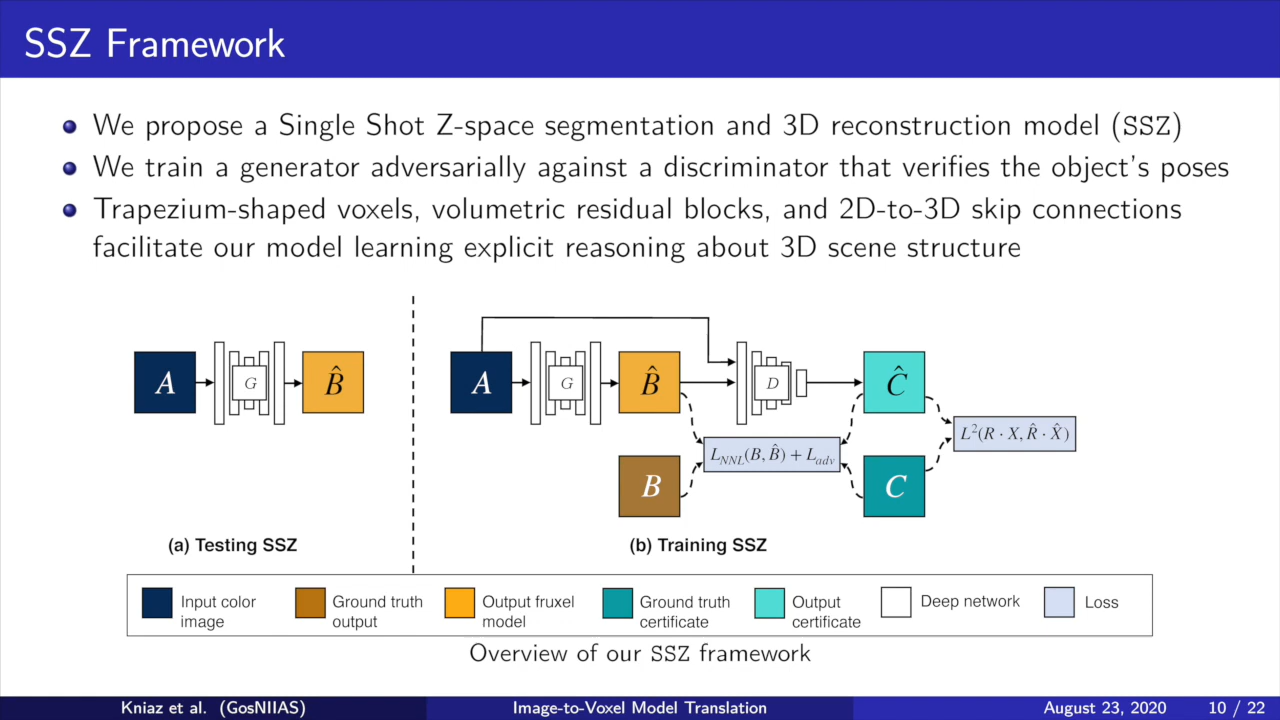 SSZ Framework
We propose a Single Shot Z-space segmentation and 3D reconstruction model (SSZ)
We train a generator adversarially against a discriminator that verifies the object's poses
Trapezium-shaped voxels, volumetric residual blocks, and 2D-to-3D skip connections
facilitate our model learning explicit reasoning about 3D scene structure
A
G
B̂
A
G
B̂
D
Ĉ
L²(R · X, R̂ · X̂)
L_NNL(B, B̂) + L_adv
B
C
(a) Testing SSZ
(b) Training SSZ
Input color
image
Ground truth
output
Output fruxel
model
Ground truth
certificate
Output
certificate
Deep network
Loss
Overview of our SSZ framework
Kniaz et al. (GosNIIAS)
Image-to-Voxel Model Translation
August 23, 2020
10 / 22